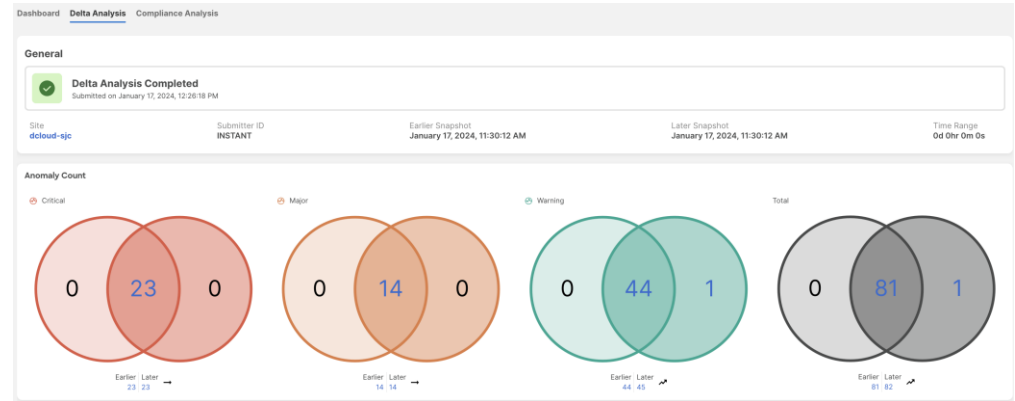 Dashboard Delta Analysis Compliance Analysis
General
Delta Analysis Completed
Submitted on January 17, 2024, 12:26:18 PM
Site Submitter ID Earlier Snapshot Later Snapshot Time Range
dcloud-sjc INSTANT January 17, 2024, 11:30:12 AM January 17, 2024, 11:30:12 AM 0d 0hr 0m 0s
Anomaly Count
Critical Major Warning Total
0 23 0 0 14 0 0 44 1 0 81 1
Earlier Later Earlier Later Earlier Later Earlier Later
23 23 14 14 44 45 81 82